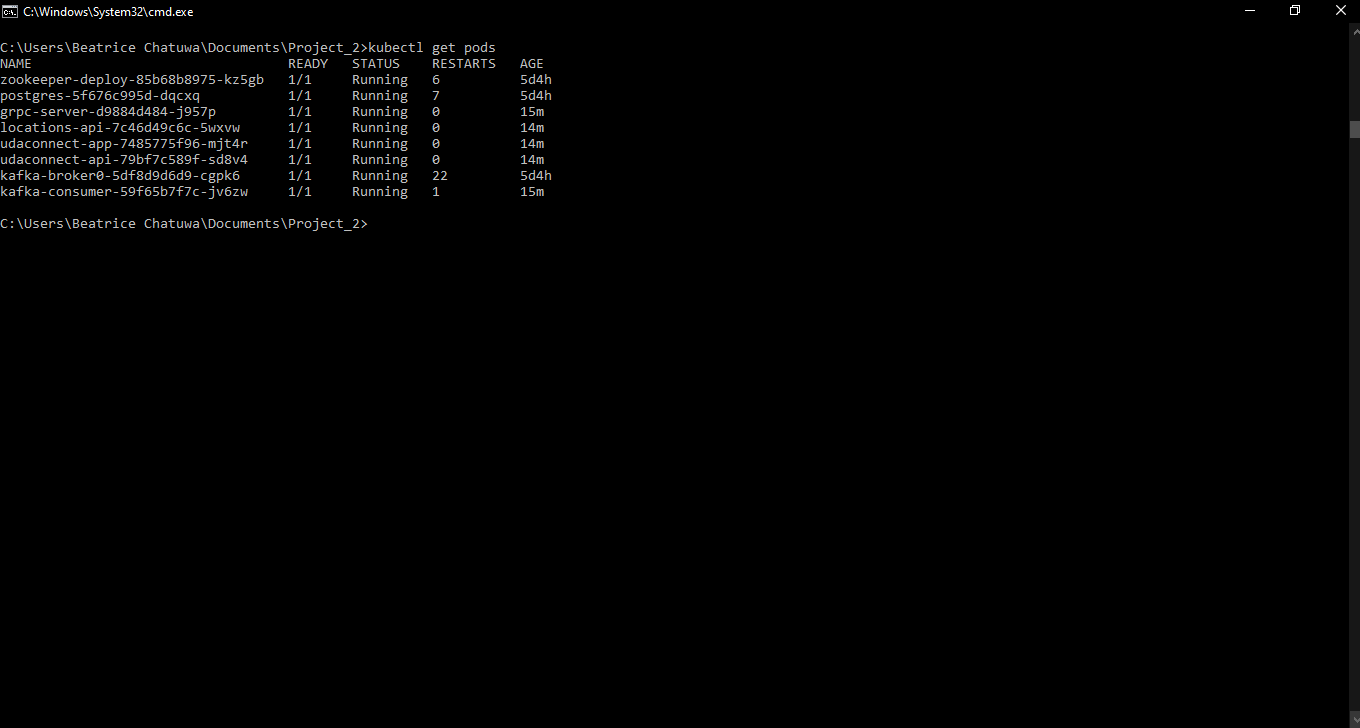 C:\Windows\System32\cmd.exe
C:\Users\Beatrice Chatuwa\Documents\Project_2>kubectl get pods
NAME READY STATUS RESTARTS AGE
zookeeper-deploy-85b68b8975-kz5gb 1/1 Running 6 5d4h
postgres-5f676c995d-dqcxq 1/1 Running 7 5d4h
grpc-server-d9884d484-j957p 1/1 Running 0 15m
locations-api-7c46d49c6c-5wxvw 1/1 Running 0 14m
udaconnect-app-7485775f96-mjt4r 1/1 Running 0 14m
udaconnect-api-79bf7c589f-sd8v4 1/1 Running 0 14m
kafka-broker0-5df8d9d6d9-cgpk6 1/1 Running 22 5d4h
kafka-consumer-59f65b7f7c-jv6zw 1/1 Running 1 15m
C:\Users\Beatrice Chatuwa\Documents\Project_2>